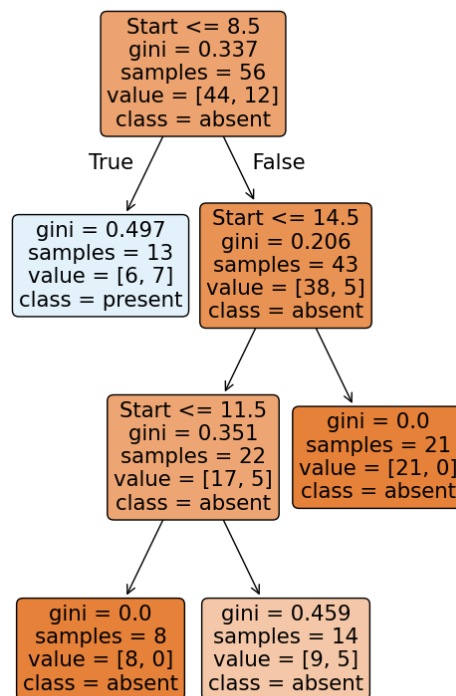 Start <= 8.5
gini = 0.337
samples = 56
value = [44, 12]
class = absent
True
False
gini = 0.497
samples = 13
value = [6, 7]
class = present
Start <= 14.5
gini = 0.206
samples = 43
value = [38, 5]
class = absent
Start <= 11.5
gini = 0.351
samples = 22
value = [17, 5]
class = absent
gini = 0.0
samples = 21
value = [21, 0]
class = absent
gini = 0.0
samples = 8
value = [8, 0]
class = absent
gini = 0.459
samples = 14
value = [9, 5]
class = absent